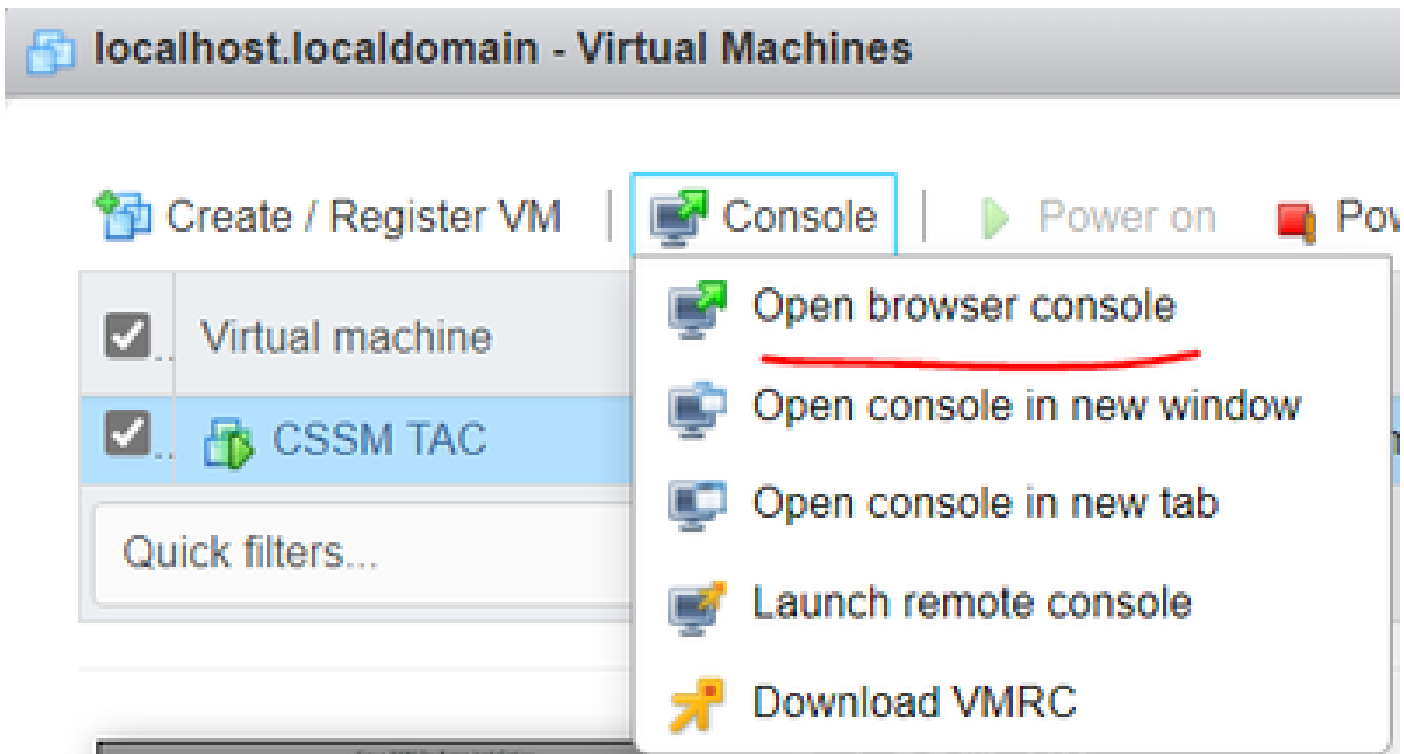 localhost.localdomain - Virtual Machines
Create / Register VM
Console
Power on
Virtual machine
Open browser console
Open console in new window
CSSM TAC
Open console in new tab
Quick filters...
Launch remote console
Download VMRC